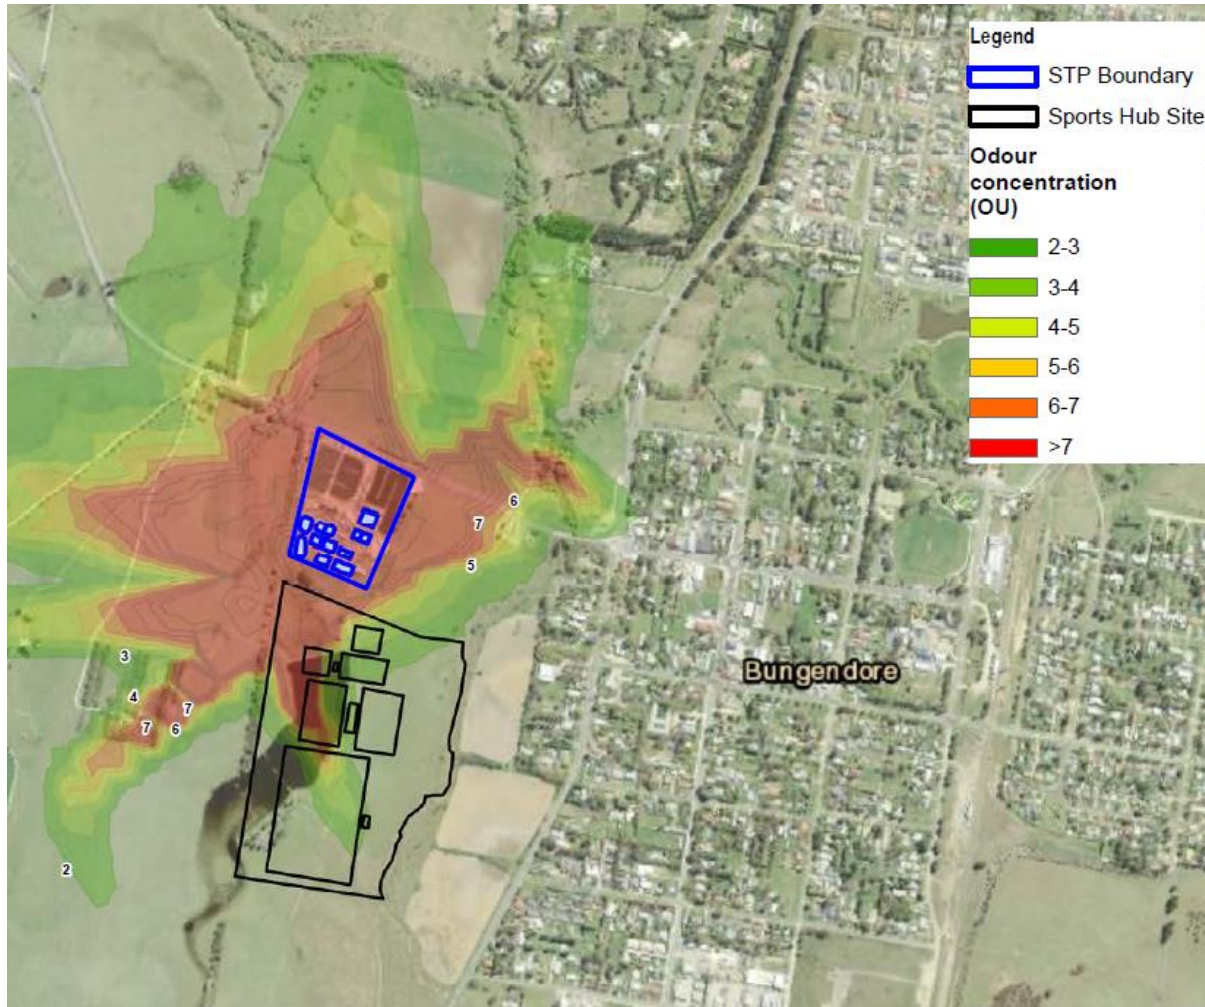 Legend
STP Boundary
Sports Hub Site
Odour
concentration
(OU)
2-3
3-4
4-5
5-6
6-7
>7
6
7
5
3
4
7
7
6
2
Bungendore